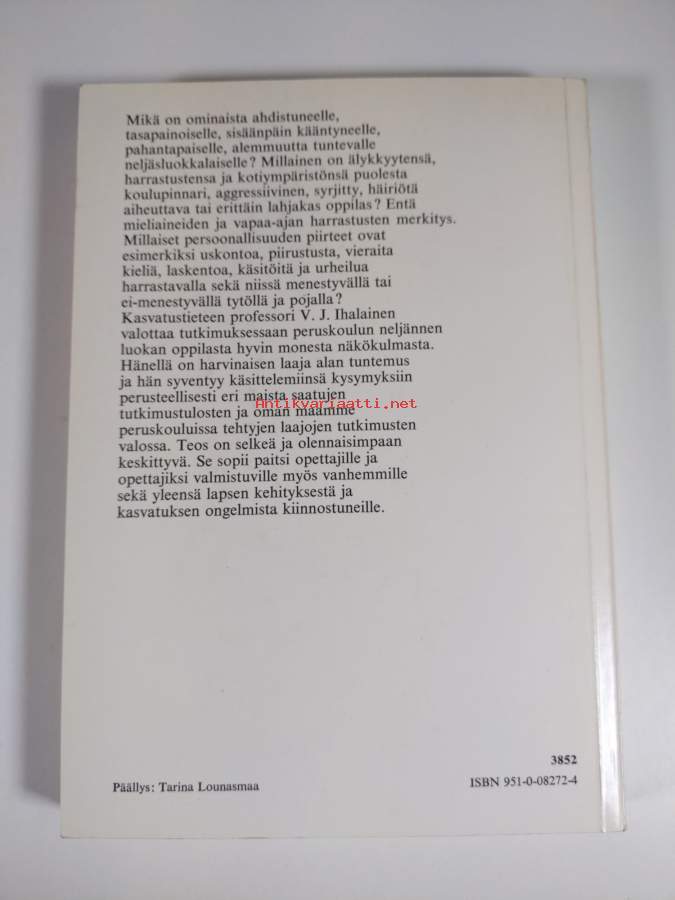 Mikä on ominaista ahdistuneelle,
tasapainoiselle, sisäänpäin kääntyneelle,
pahantapaiselle, alemmuutta tuntevalle
neljäsluokkalaiselle? Millainen on älykkyytensä,
harrastustensa ja kotiympäristönsä puolesta
koulupinnari, aggressiivinen, syrjitty, häiriötä
aiheuttava tai erittäin lahjakas oppilas? Entä
mieliaineiden ja vapaa-ajan harrastusten merkitys.
Millaiset persoonallisuuden piirteet ovat
esimerkiksi uskontoa, piirustusta, vieraita
kieliä, laskentoa, käsitöitä ja urheilua
harrastavalla sekä niissä menestyvällä tai
ei-menestyvällä tytöllä ja pojalla?
Kasvatustieteen professori V. J. Ihalainen
valottaa tutkimuksessaan peruskoulun neljännen
luokan oppilasta hyvin monesta näkökulmasta.
Hänellä on harvinaisen laaja alan tuntemus
ja hän syventyy käsittelemiinsä kysymyksiin
perusteellisesti eri maista saatujen
Antikvariaatti.net
tutkimustulosten ja oman maamme
peruskouluissa tehtyjen laajojen tutkimusten
valossa. Teos on selkeä ja olennaisimpaan
keskittyvä. Se sopii paitsi opettajille ja
opettajiksi valmistuville myös vanhemmille
sekä yleensä lapsen kehityksestä ja
kasvatuksen ongelmista kiinnostuneille.
3852
Päällys: Tarina Lounasmaa
ISBN 951-0-08272-4